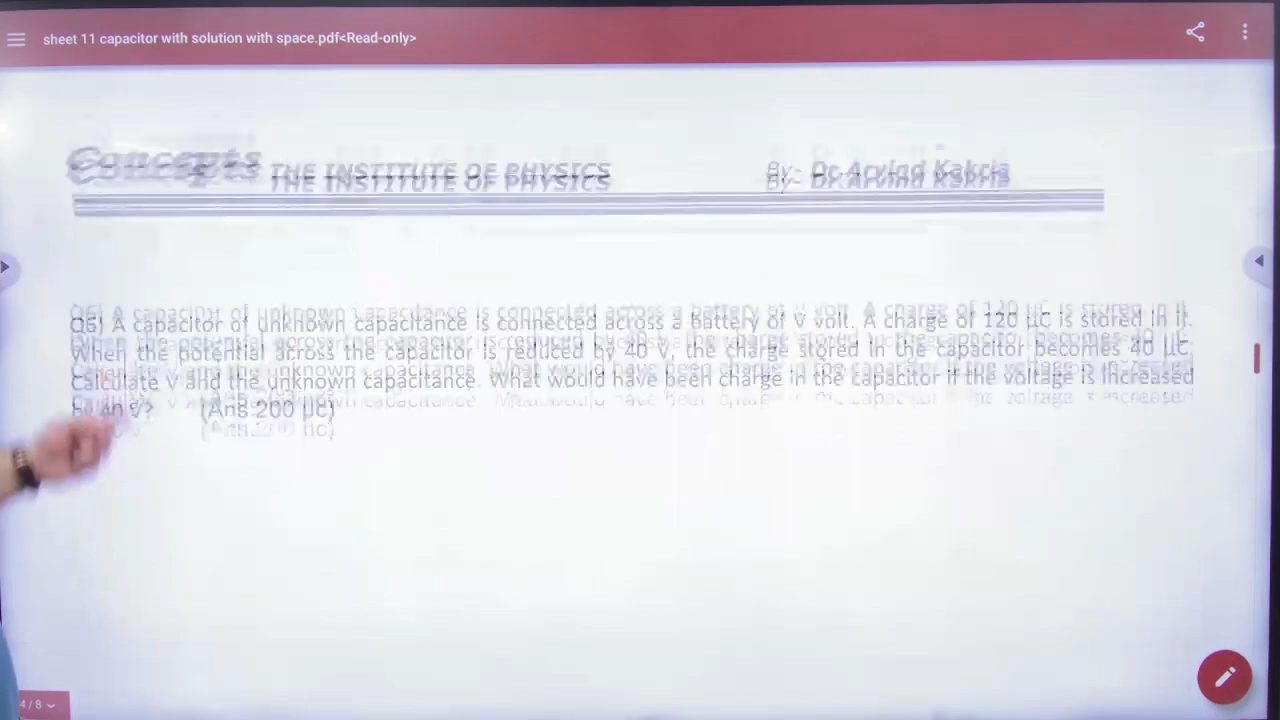 sheet 11 capacitor with solution with space.pdf<Read-only>
Concepts THE INSTITUTE OF PHYSICS By: Dr Arvind Kakria
Q6) A capacitor of unknown capacitance is connected across a battery of V volt. A charge of 120 μC is stored in it.
When the potential across the capacitor is reduced by 40 V, the charge stored in the capacitor becomes 40 μC.
Calculate V and the unknown capacitance. What would have been charge in the capacitor if the voltage is increased
by 40 V? (Ans.200 μc)
4 / 8